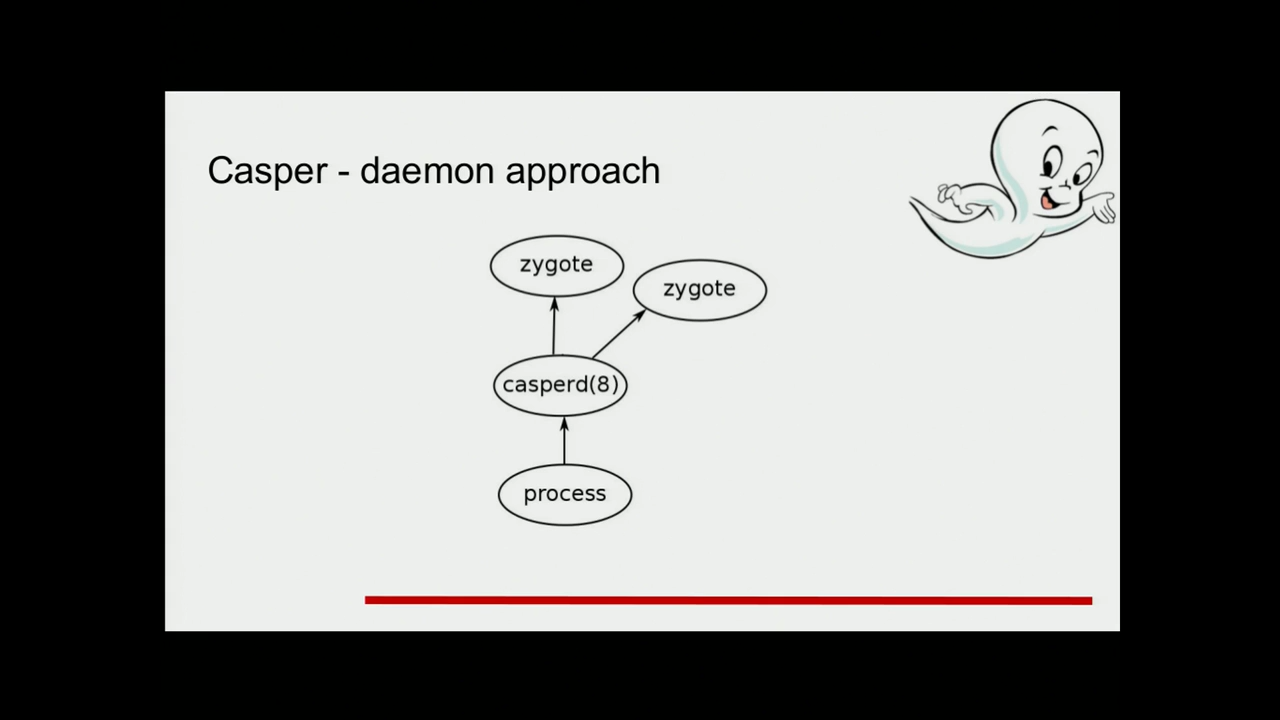 Casper - daemon approach
zygote
zygote
casperd(8)
process